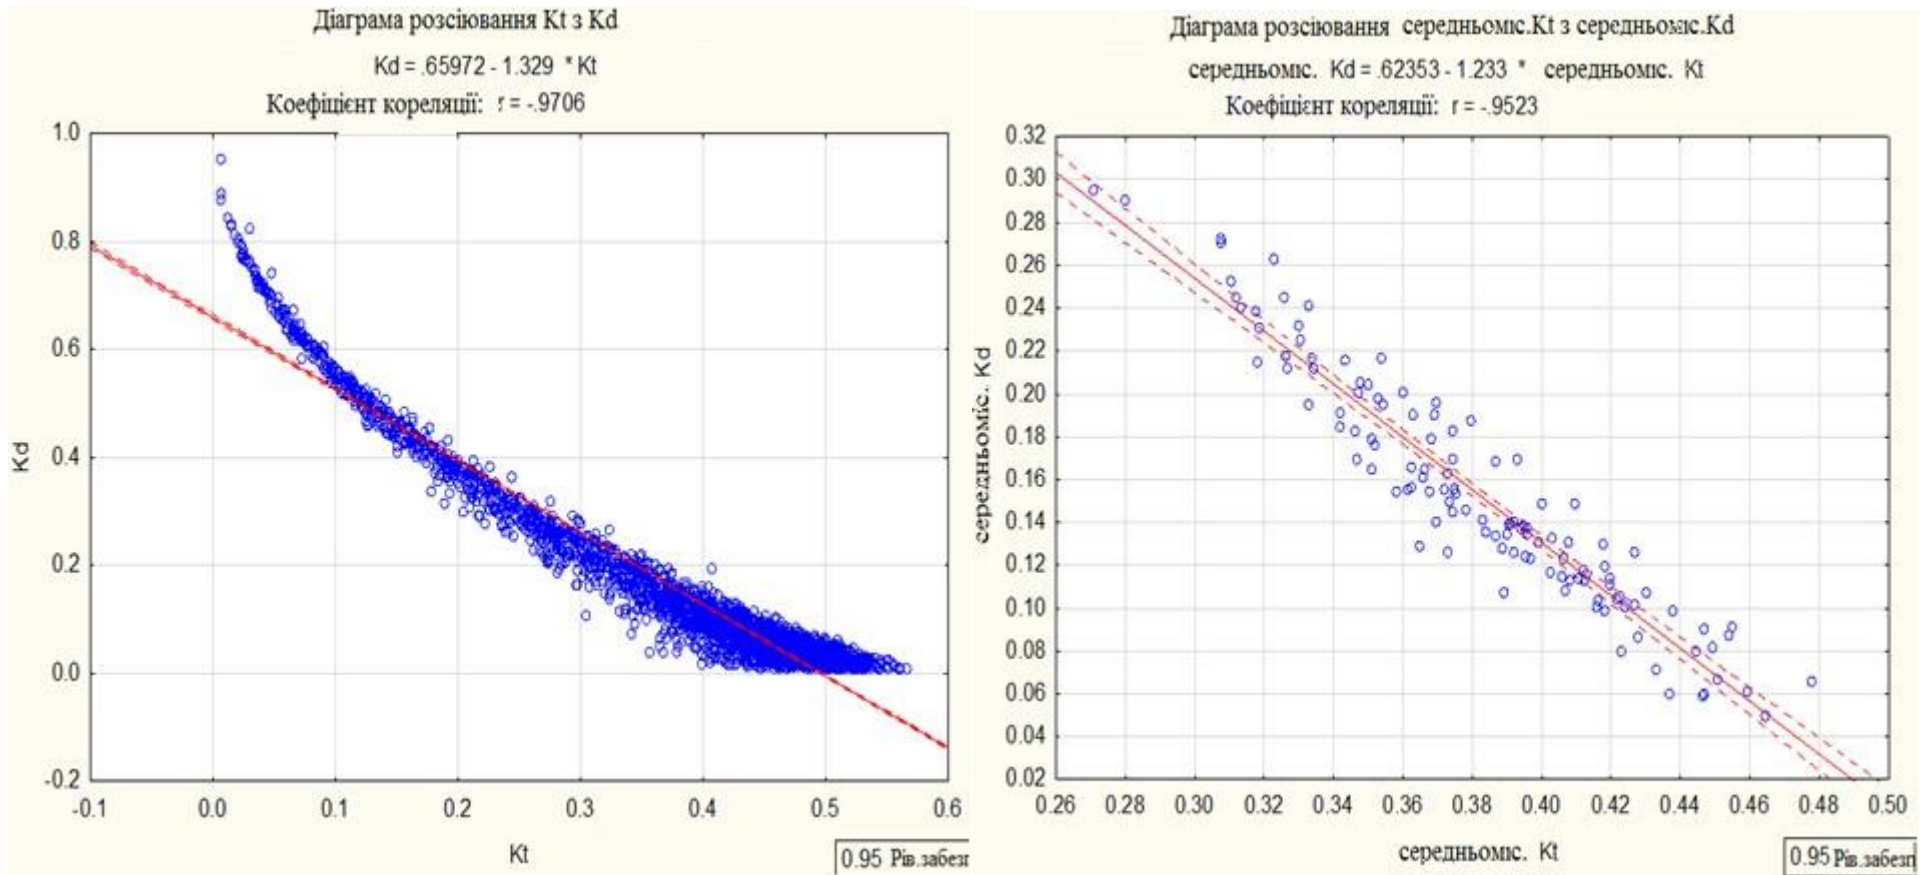 Діаграма розсіювання Kt з Kd
Kd = .65972 - 1.329 * Kt
Коефіцієнт кореляції: r = -.9706
1.0
0.8
0.6
0.4
0.2
0.0
-0.2
Kd
-0.1 0.0 0.1 0.2 0.3 0.4 0.5 0.6
Kt
0.95 Рів.забезп
Діаграма розсіювання середньоміс.Kt з середньоміс.Kd
середньоміс. Kd = .62353 - 1.233 * середньоміс. Kt
Коефіцієнт кореляції: r = -.9523
0.32
0.30
0.28
0.26
0.24
0.22
0.20
0.18
0.16
0.14
0.12
0.10
0.08
0.06
0.04
0.02
середньоміс. Kd
0.26 0.28 0.30 0.32 0.34 0.36 0.38 0.40 0.42 0.44 0.46 0.48 0.50
середньоміс. Kt
0.95 Рів.забезп